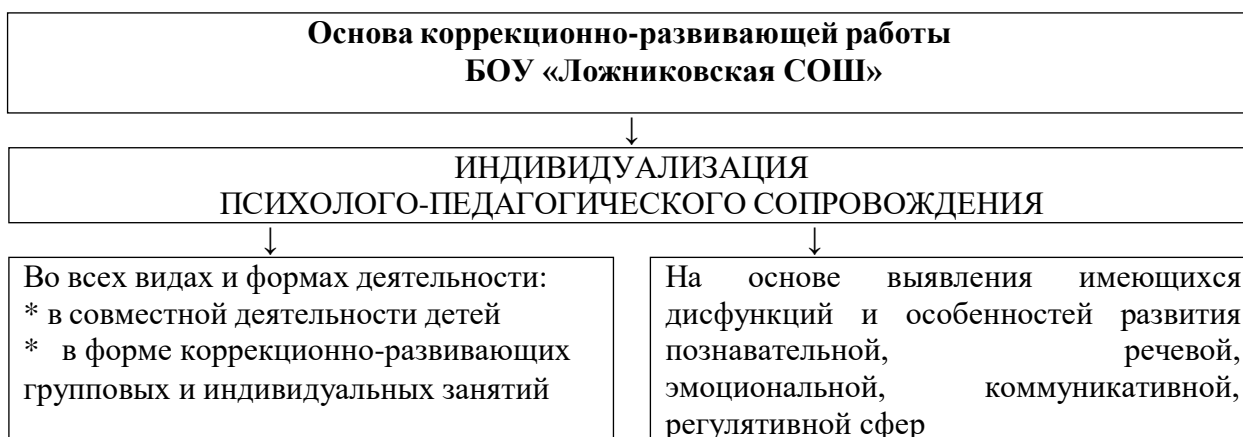 Основа коррекционно-развивающей работы
БОУ «Ложниковская СОШ»
↓
ИНДИВИДУАЛИЗАЦИЯ
ПСИХОЛОГО-ПЕДАГОГИЧЕСКОГО СОПРОВОЖДЕНИЯ
↓ ↓
Во всех видах и формах деятельности:
* в совместной деятельности детей
* в форме коррекционно-развивающих
групповых и индивидуальных занятий
На основе выявления имеющихся
дисфункций и особенностей развития
познавательной, речевой,
эмоциональной, коммуникативной,
регулятивной сфер